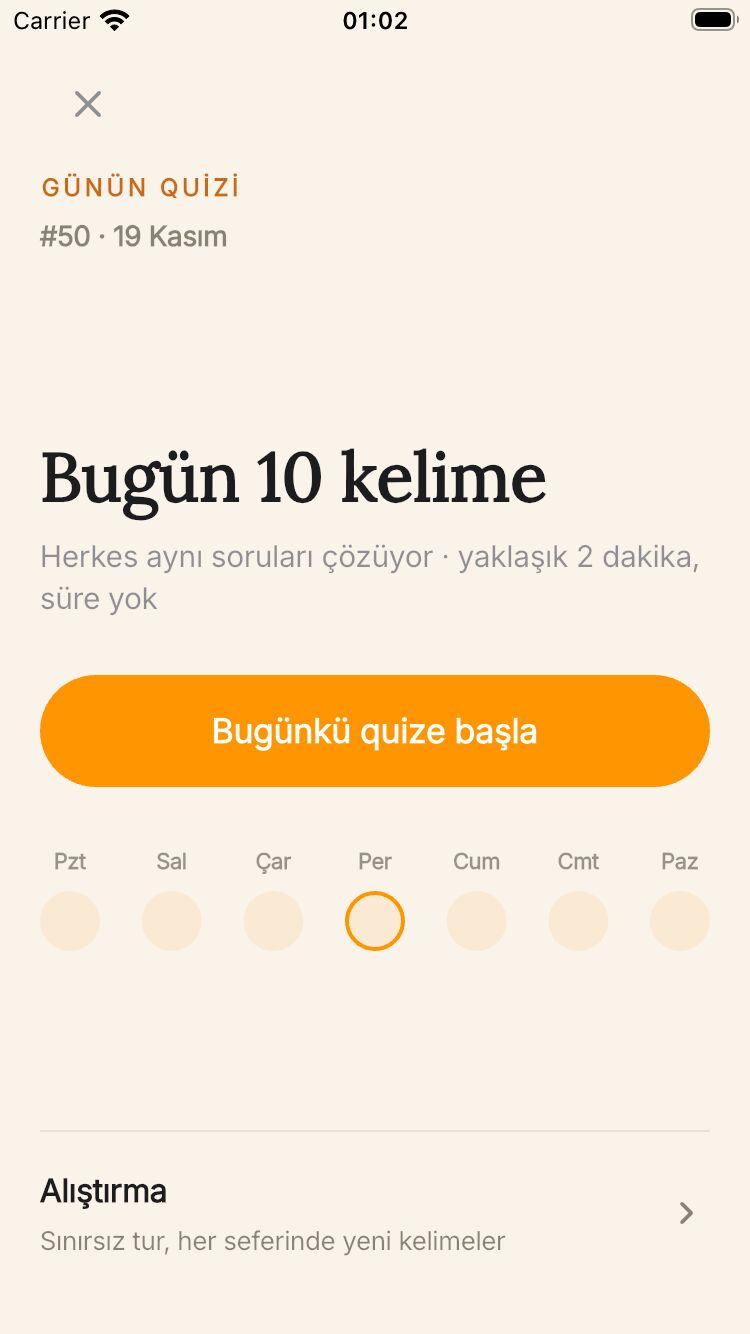 Carrier
01:02
GÜNÜN QUİZİ
#50 · 19 Kasım
Bugün 10 kelime
Herkes aynı soruları çözüyor · yaklaşık 2 dakika,
süre yok
Bugünkü quize başla
Pzt Sal Çar Per Cum Cmt Paz
Alıştırma
Sınırsız tur, her seferinde yeni kelimeler